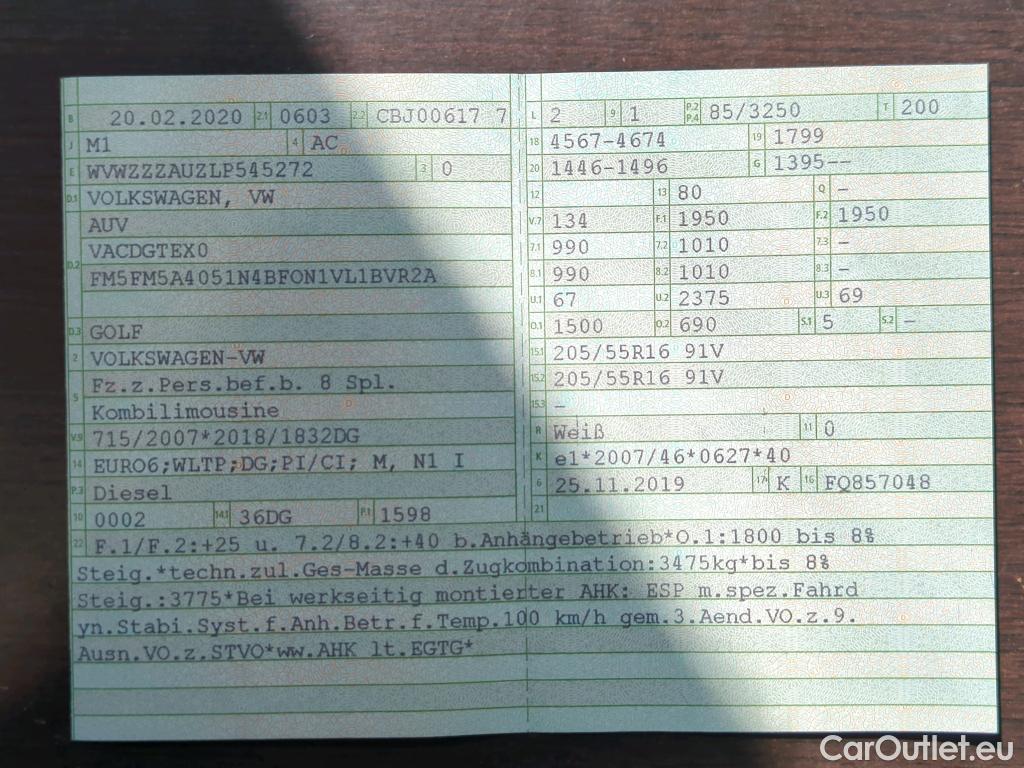 B 20.02.2020 2.1 0603 2.2 CBJ00617 7
J M1 4 AC
E WVWZZZAUZLP545272 3 0
D.1 VOLKSWAGEN, VW
AUV
D.2 VACDGTEX0
FM5FM5A4051N4BFON1VL1BVR2A
D.3 GOLF
2 VOLKSWAGEN-VW
5 Fz.z.Pers.bef.b. 8 Spl.
Kombilimousine
V.9 715/2007*2018/1832DG
14 EURO6;WLTP;DG;PI/CI; M, N1 I
P.3 Diesel
10 0002 14.1 36DG P.1 1598
L 2 9 1 P.2 P.4 85/3250 T 200
18 4567-4674 19 1799
20 1446-1496 G 1395--
12 13 80 Q -
V.7 134 F.1 1950 F.2 1950
7.1 990 7.2 1010 7.3 -
8.1 990 8.2 1010 8.3 -
U.1 67 U.2 2375 U.3 69
O.1 1500 O.2 690 S.1 5 S.2 -
15.1 205/55R16 91V
15.2 205/55R16 91V
15.3 -
R Weiß 11 0
K e1*2007/46*0627*40
6 25.11.2019 17 K 16 FQ857048
21
22 F.1/F.2:+25 u. 7.2/8.2:+40 b.Anhängebetrieb*O.1:1800 bis 8%
Steig.*techn.zul.Ges-Masse d.Zugkombination:3475kg*bis 8%
Steig.:3775*Bei werkseitig montierter AHK: ESP m.spez.Fahrd
yn.Stabi.Syst.f.Anh.Betr.f.Temp.100 km/h gem.3.Aend.VO.z.9.
Ausn.VO.z.STVO*ww.AHK lt.EGTG*
CarOutlet.eu